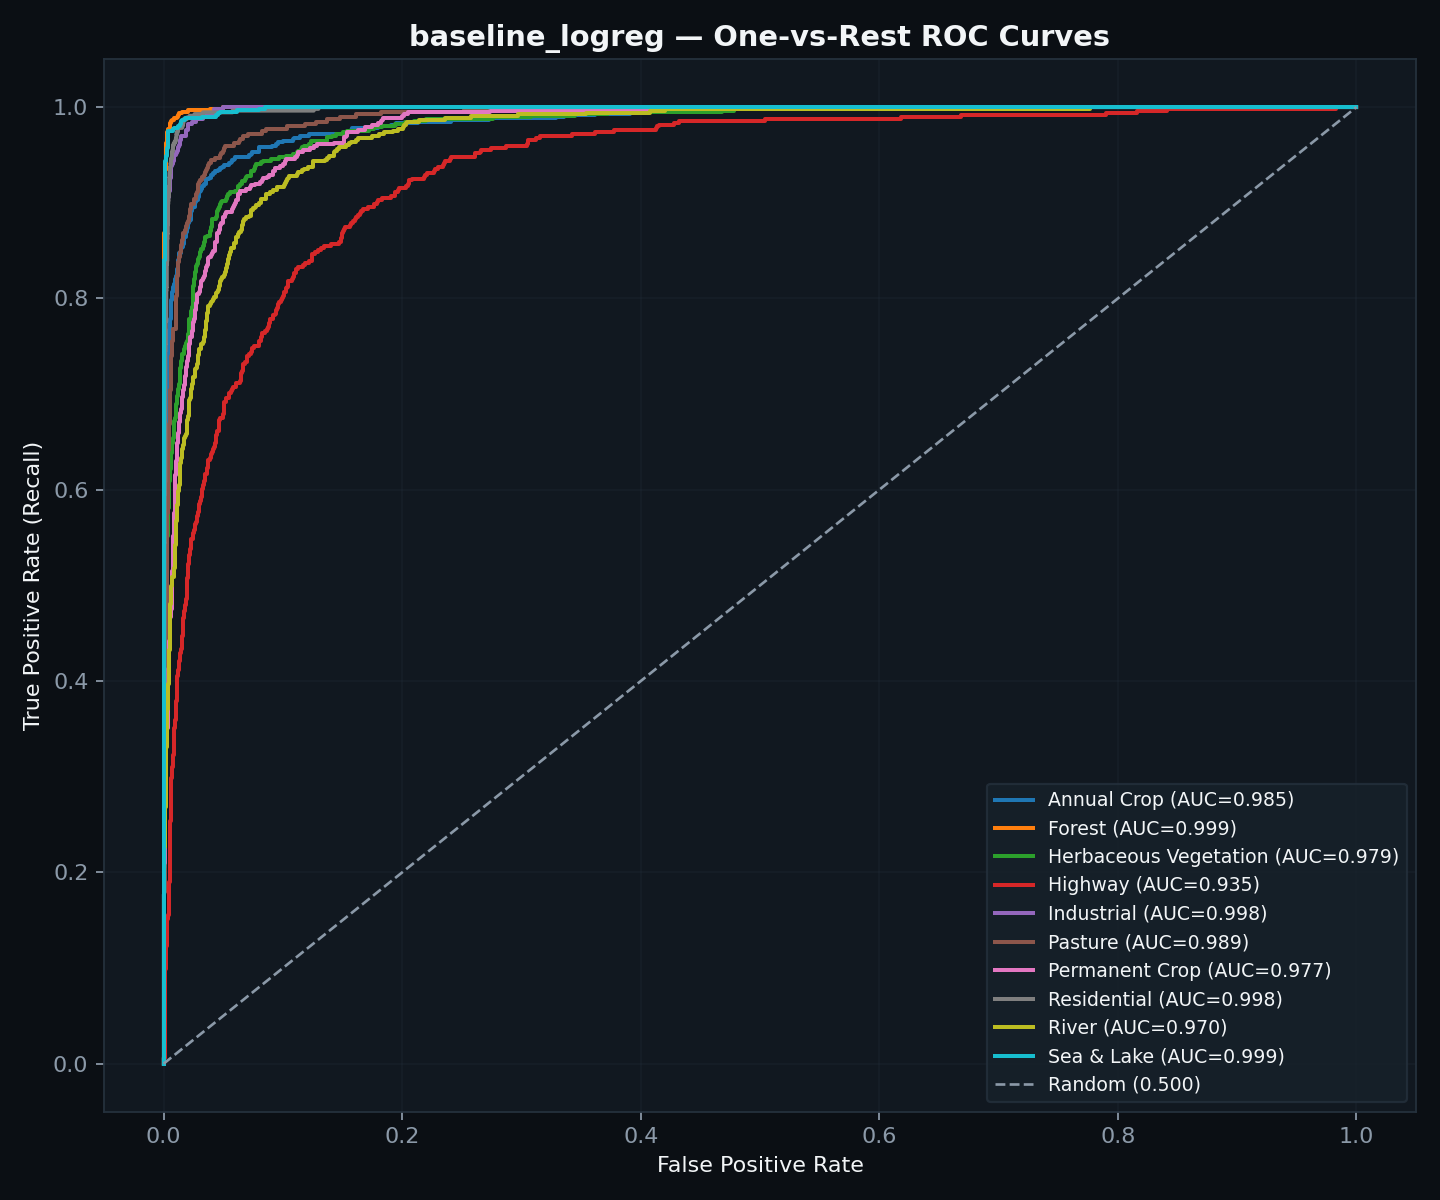 baseline_logreg — One-vs-Rest ROC Curves
True Positive Rate (Recall)
1.0
0.8
0.6
0.4
0.2
0.0
0.0 0.2 0.4 0.6 0.8 1.0
False Positive Rate
Annual Crop (AUC=0.985)
Forest (AUC=0.999)
Herbaceous Vegetation (AUC=0.979)
Highway (AUC=0.935)
Industrial (AUC=0.998)
Pasture (AUC=0.989)
Permanent Crop (AUC=0.977)
Residential (AUC=0.998)
River (AUC=0.970)
Sea & Lake (AUC=0.999)
Random (0.500)